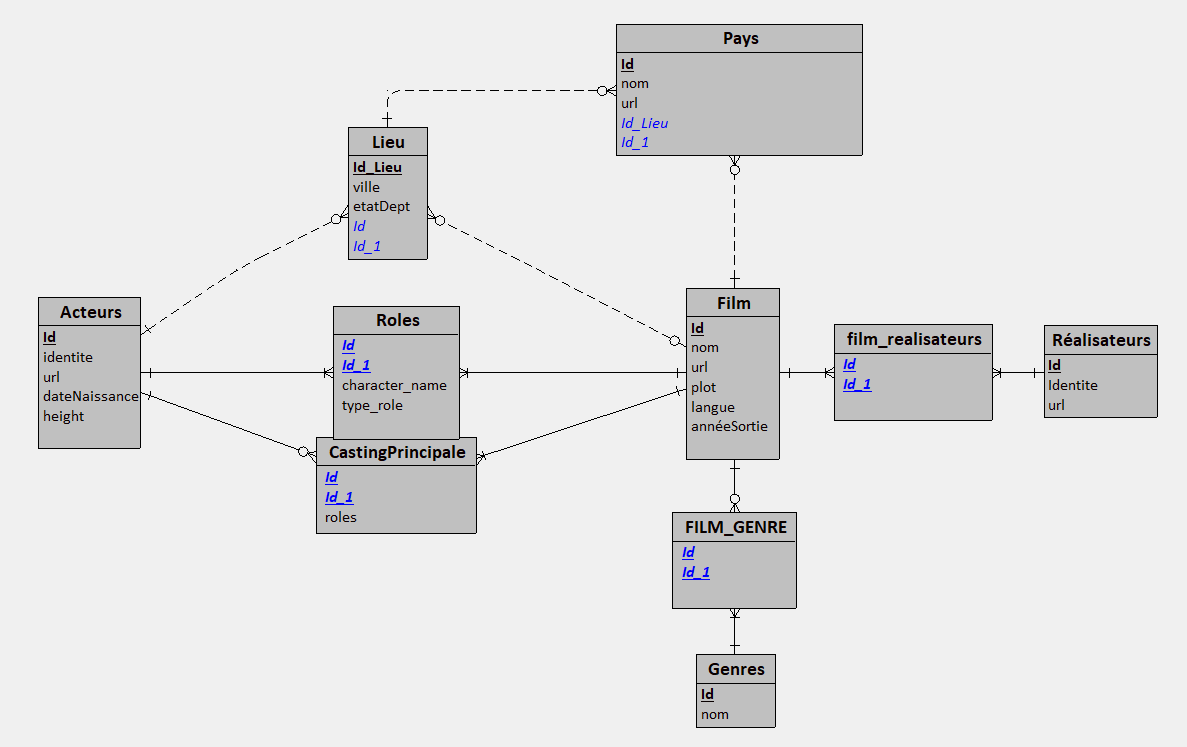 Pays
Id
nom
url
Id_Lieu
Id_1
Lieu
Id_Lieu
ville
etatDept
Id
Id_1
Acteurs
Id
identite
url
dateNaissance
height
Roles
Id
Id_1
character_name
type_role
CastingPrincipale
Id
Id_1
roles
Film
Id
nom
url
plot
langue
annéeSortie
film_realisateurs
Id
Id_1
Réalisateurs
Id
Identite
url
FILM_GENRE
Id
Id_1
Genres
Id
nom